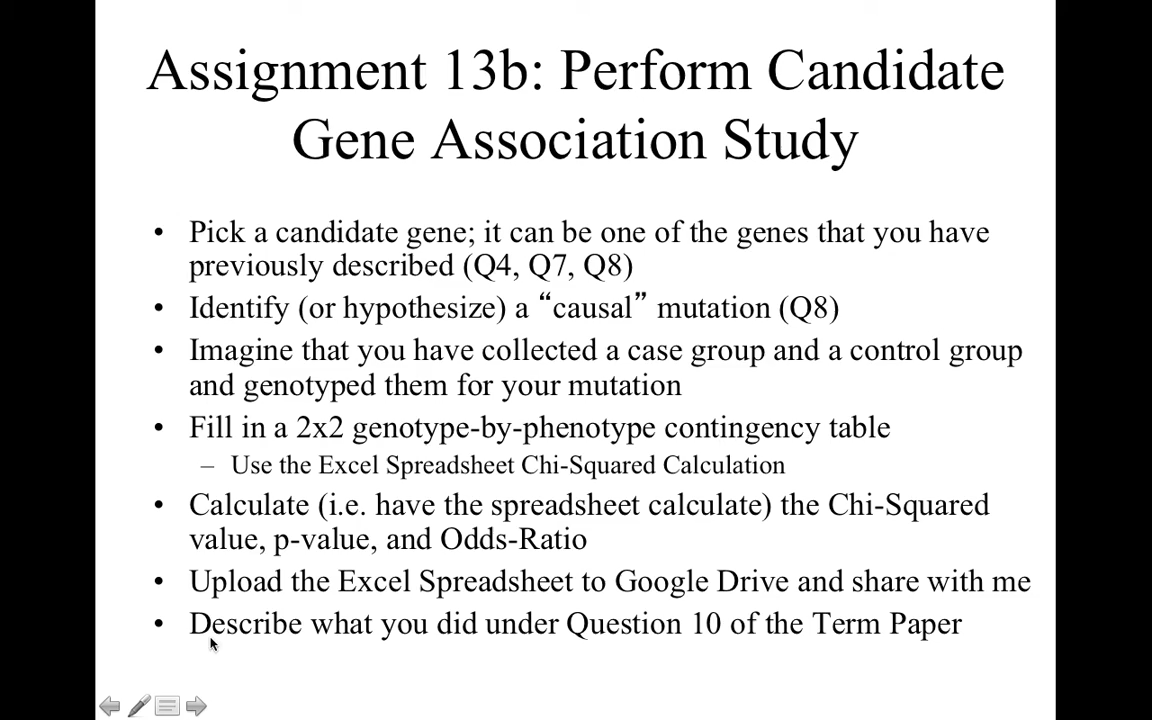 Assignment 13b: Perform Candidate
Gene Association Study
• Pick a candidate gene; it can be one of the genes that you have
previously described (Q4, Q7, Q8)
• Identify (or hypothesize) a “causal” mutation (Q8)
• Imagine that you have collected a case group and a control group
and genotyped them for your mutation
• Fill in a 2x2 genotype-by-phenotype contingency table
– Use the Excel Spreadsheet Chi-Squared Calculation
• Calculate (i.e. have the spreadsheet calculate) the Chi-Squared
value, p-value, and Odds-Ratio
• Upload the Excel Spreadsheet to Google Drive and share with me
• Describe what you did under Question 10 of the Term Paper